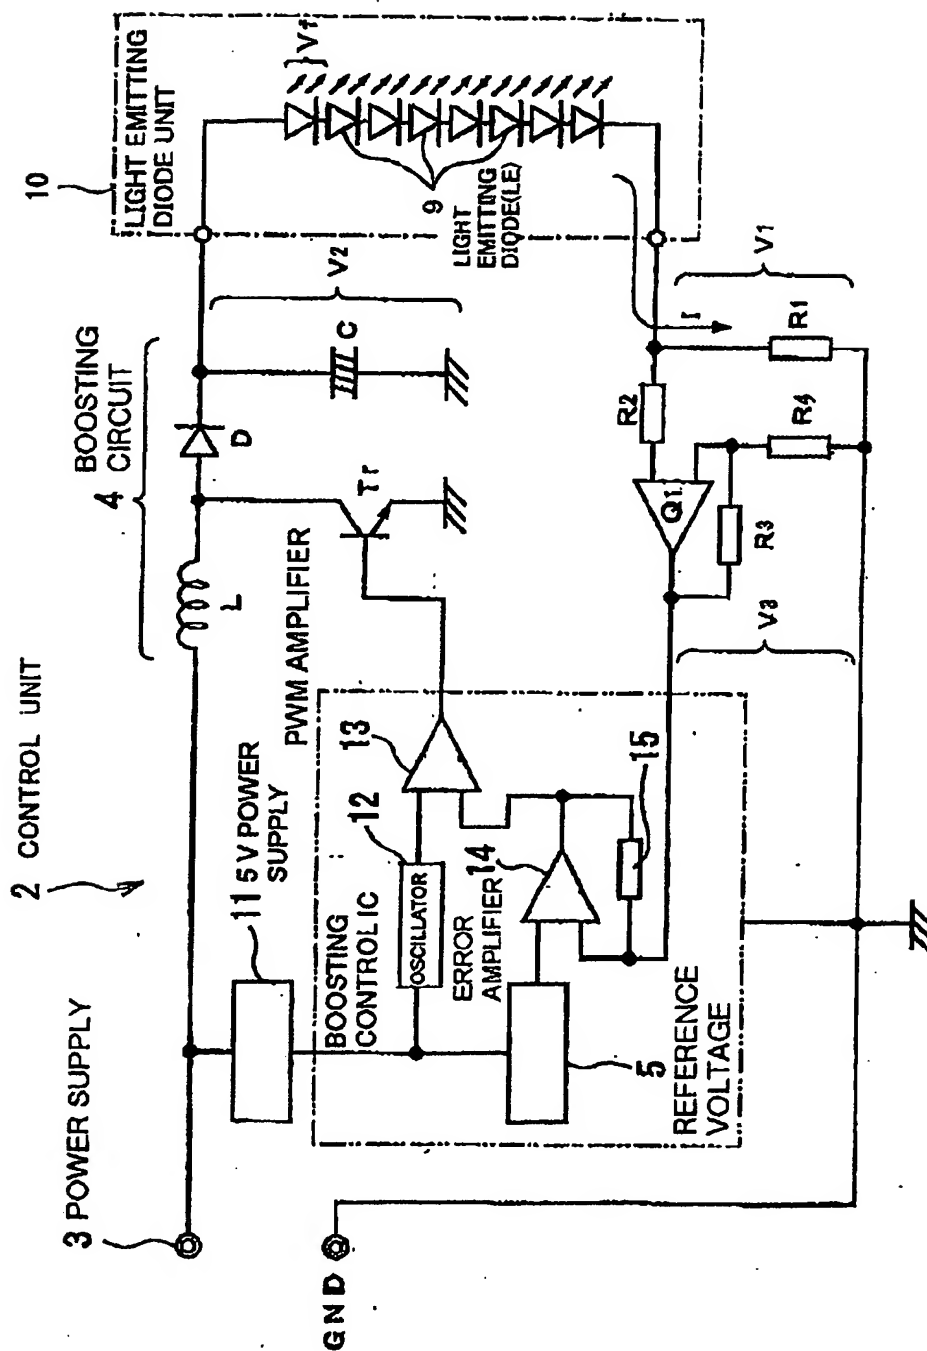 2 CONTROL UNIT
3 POWER SUPPLY
11 5 V POWER
SUPPLY
BOOSTING
CIRCUIT
4
L
D
C
V2
Tr
10
LIGHT EMITTING
DIODE UNIT
Vf
9
LIGHT
EMITTING
DIODE(LE)
PWM AMPLIFIER
13
12
OSCILLATOR
BOOSTING
CONTROLIC
ERROR
AMPLIFIER
14
15
5
REFERENCE
VOLTAGE
Q1
R2
R3
R4
R1
I
V1
V3
GND